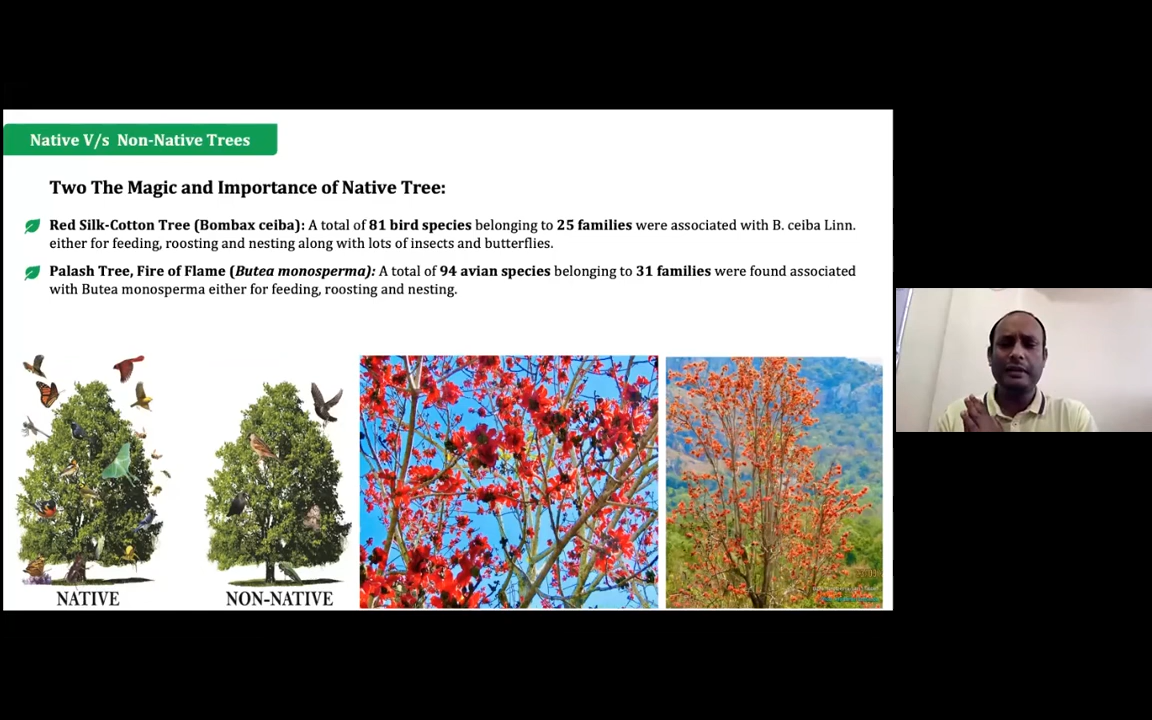 Native V/s Non-Native Trees
Two The Magic and Importance of Native Tree:
Red Silk-Cotton Tree (Bombax ceiba): A total of 81 bird species belonging to 25 families were associated with B. ceiba Linn.
either for feeding, roosting and nesting along with lots of insects and butterflies.
Palash Tree, Fire of Flame (Butea monosperma): A total of 94 avian species belonging to 31 families were found associated
with Butea monosperma either for feeding, roosting and nesting.
NATIVE
NON-NATIVE